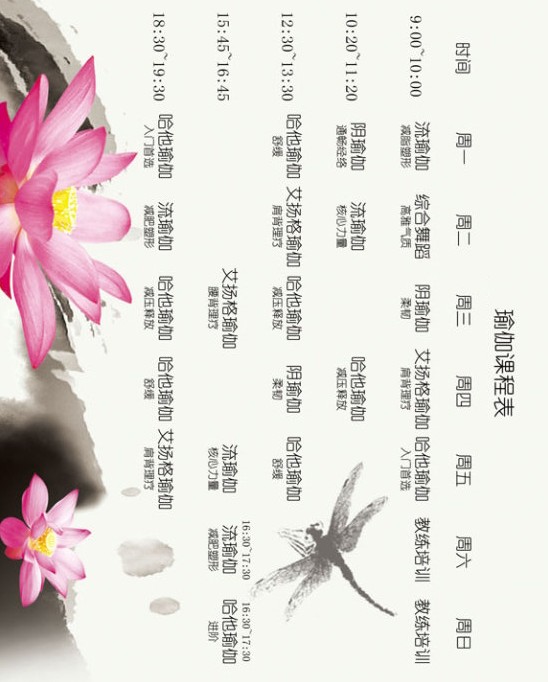 瑜伽课程表
时间 周一 周二 周三 周四 周五 周六 周日
9:00~10:00 流瑜伽 综合舞蹈 阴瑜伽 艾扬格瑜伽 哈他瑜伽 教练培训 教练培训
减脂塑形 高雅气质 柔韧 肩背理疗 入门首选
10:20~11:20 阴瑜伽 流瑜伽 哈他瑜伽
通畅经络 核心力量 减压释放
12:30~13:30 哈他瑜伽 艾扬格瑜伽 哈他瑜伽 阴瑜伽 哈他瑜伽
舒缓 肩背理疗 减压释放 柔韧 舒缓
16:30~17:30 16:30~17:30
15:45~16:45 艾扬格瑜伽 流瑜伽 流瑜伽 哈他瑜伽
腰背理疗 核心力量 减肥塑形 进阶
18:30~19:30 哈他瑜伽 流瑜伽 哈他瑜伽 哈他瑜伽 艾扬格瑜伽
入门首选 减肥塑形 减压释放 舒缓 肩背理疗